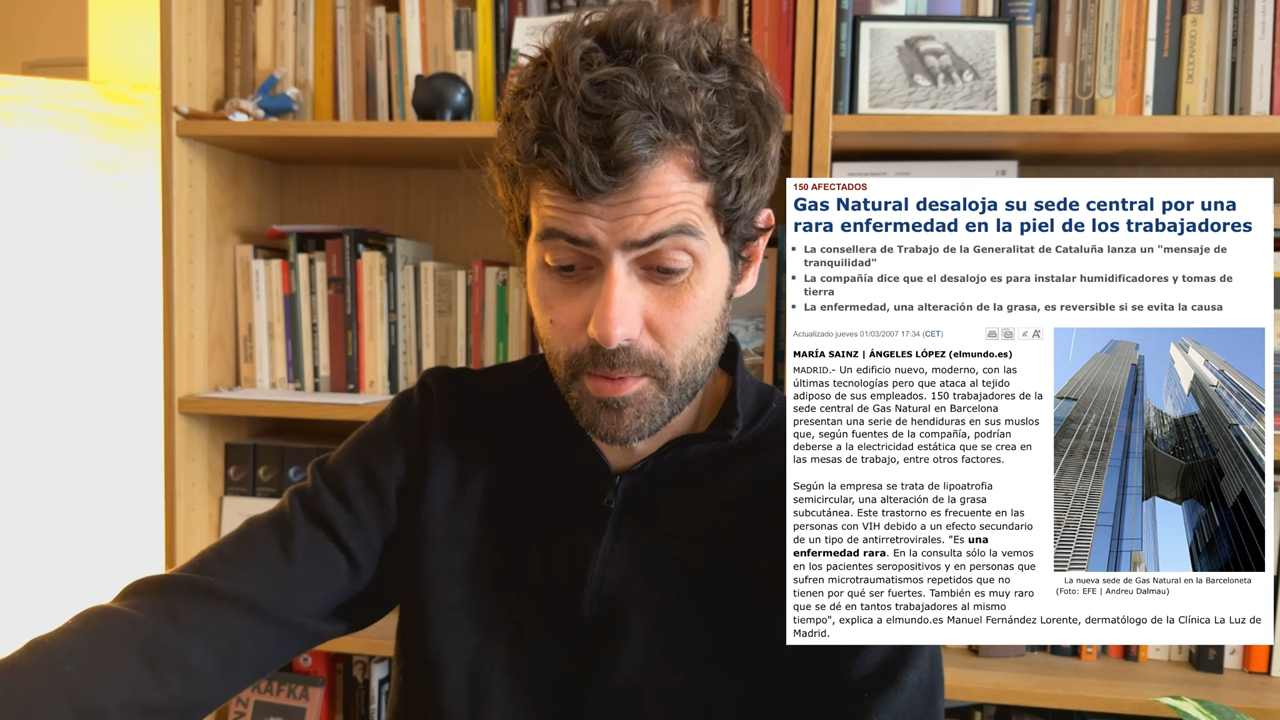 150 AFECTADOS
Gas Natural desaloja su sede central por una
rara enfermedad en la piel de los trabajadores
La consellera de Trabajo de la Generalitat de Cataluña lanza un "mensaje de
tranquilidad"
La compañía dice que el desalojo es para instalar humidificadores y tomas de
tierra
La enfermedad, una alteración de la grasa, es reversible si se evita la causa
Actualizado jueves 01/03/2007 17:34 (CET)
MARÍA SAINZ | ÁNGELES LÓPEZ (elmundo.es)
MADRID.- Un edificio nuevo, moderno, con las
últimas tecnologías pero que ataca al tejido
adiposo de sus empleados. 150 trabajadores de la
sede central de Gas Natural en Barcelona
presentan una serie de hendiduras en sus muslos
que, según fuentes de la compañía, podrían
deberse a la electricidad estática que se crea en
las mesas de trabajo, entre otros factores.
Según la empresa se trata de lipoatrofia
semicircular, una alteración de la grasa
subcutánea. Este trastorno es frecuente en las
personas con VIH debido a un efecto secundario
de un tipo de antirretrovirales. "Es una
enfermedad rara. En la consulta sólo la vemos
en los pacientes seropositivos y en personas que
sufren microtraumatismos repetidos que no
tienen por qué ser fuertes. También es muy raro
que se dé en tantos trabajadores al mismo
tiempo", explica a elmundo.es Manuel Fernández Lorente, dermatólogo de la Clínica La Luz de
Madrid.
La nueva sede de Gas Natural en la Barceloneta
(Foto: EFE | Andreu Dalmau)
KAFKA